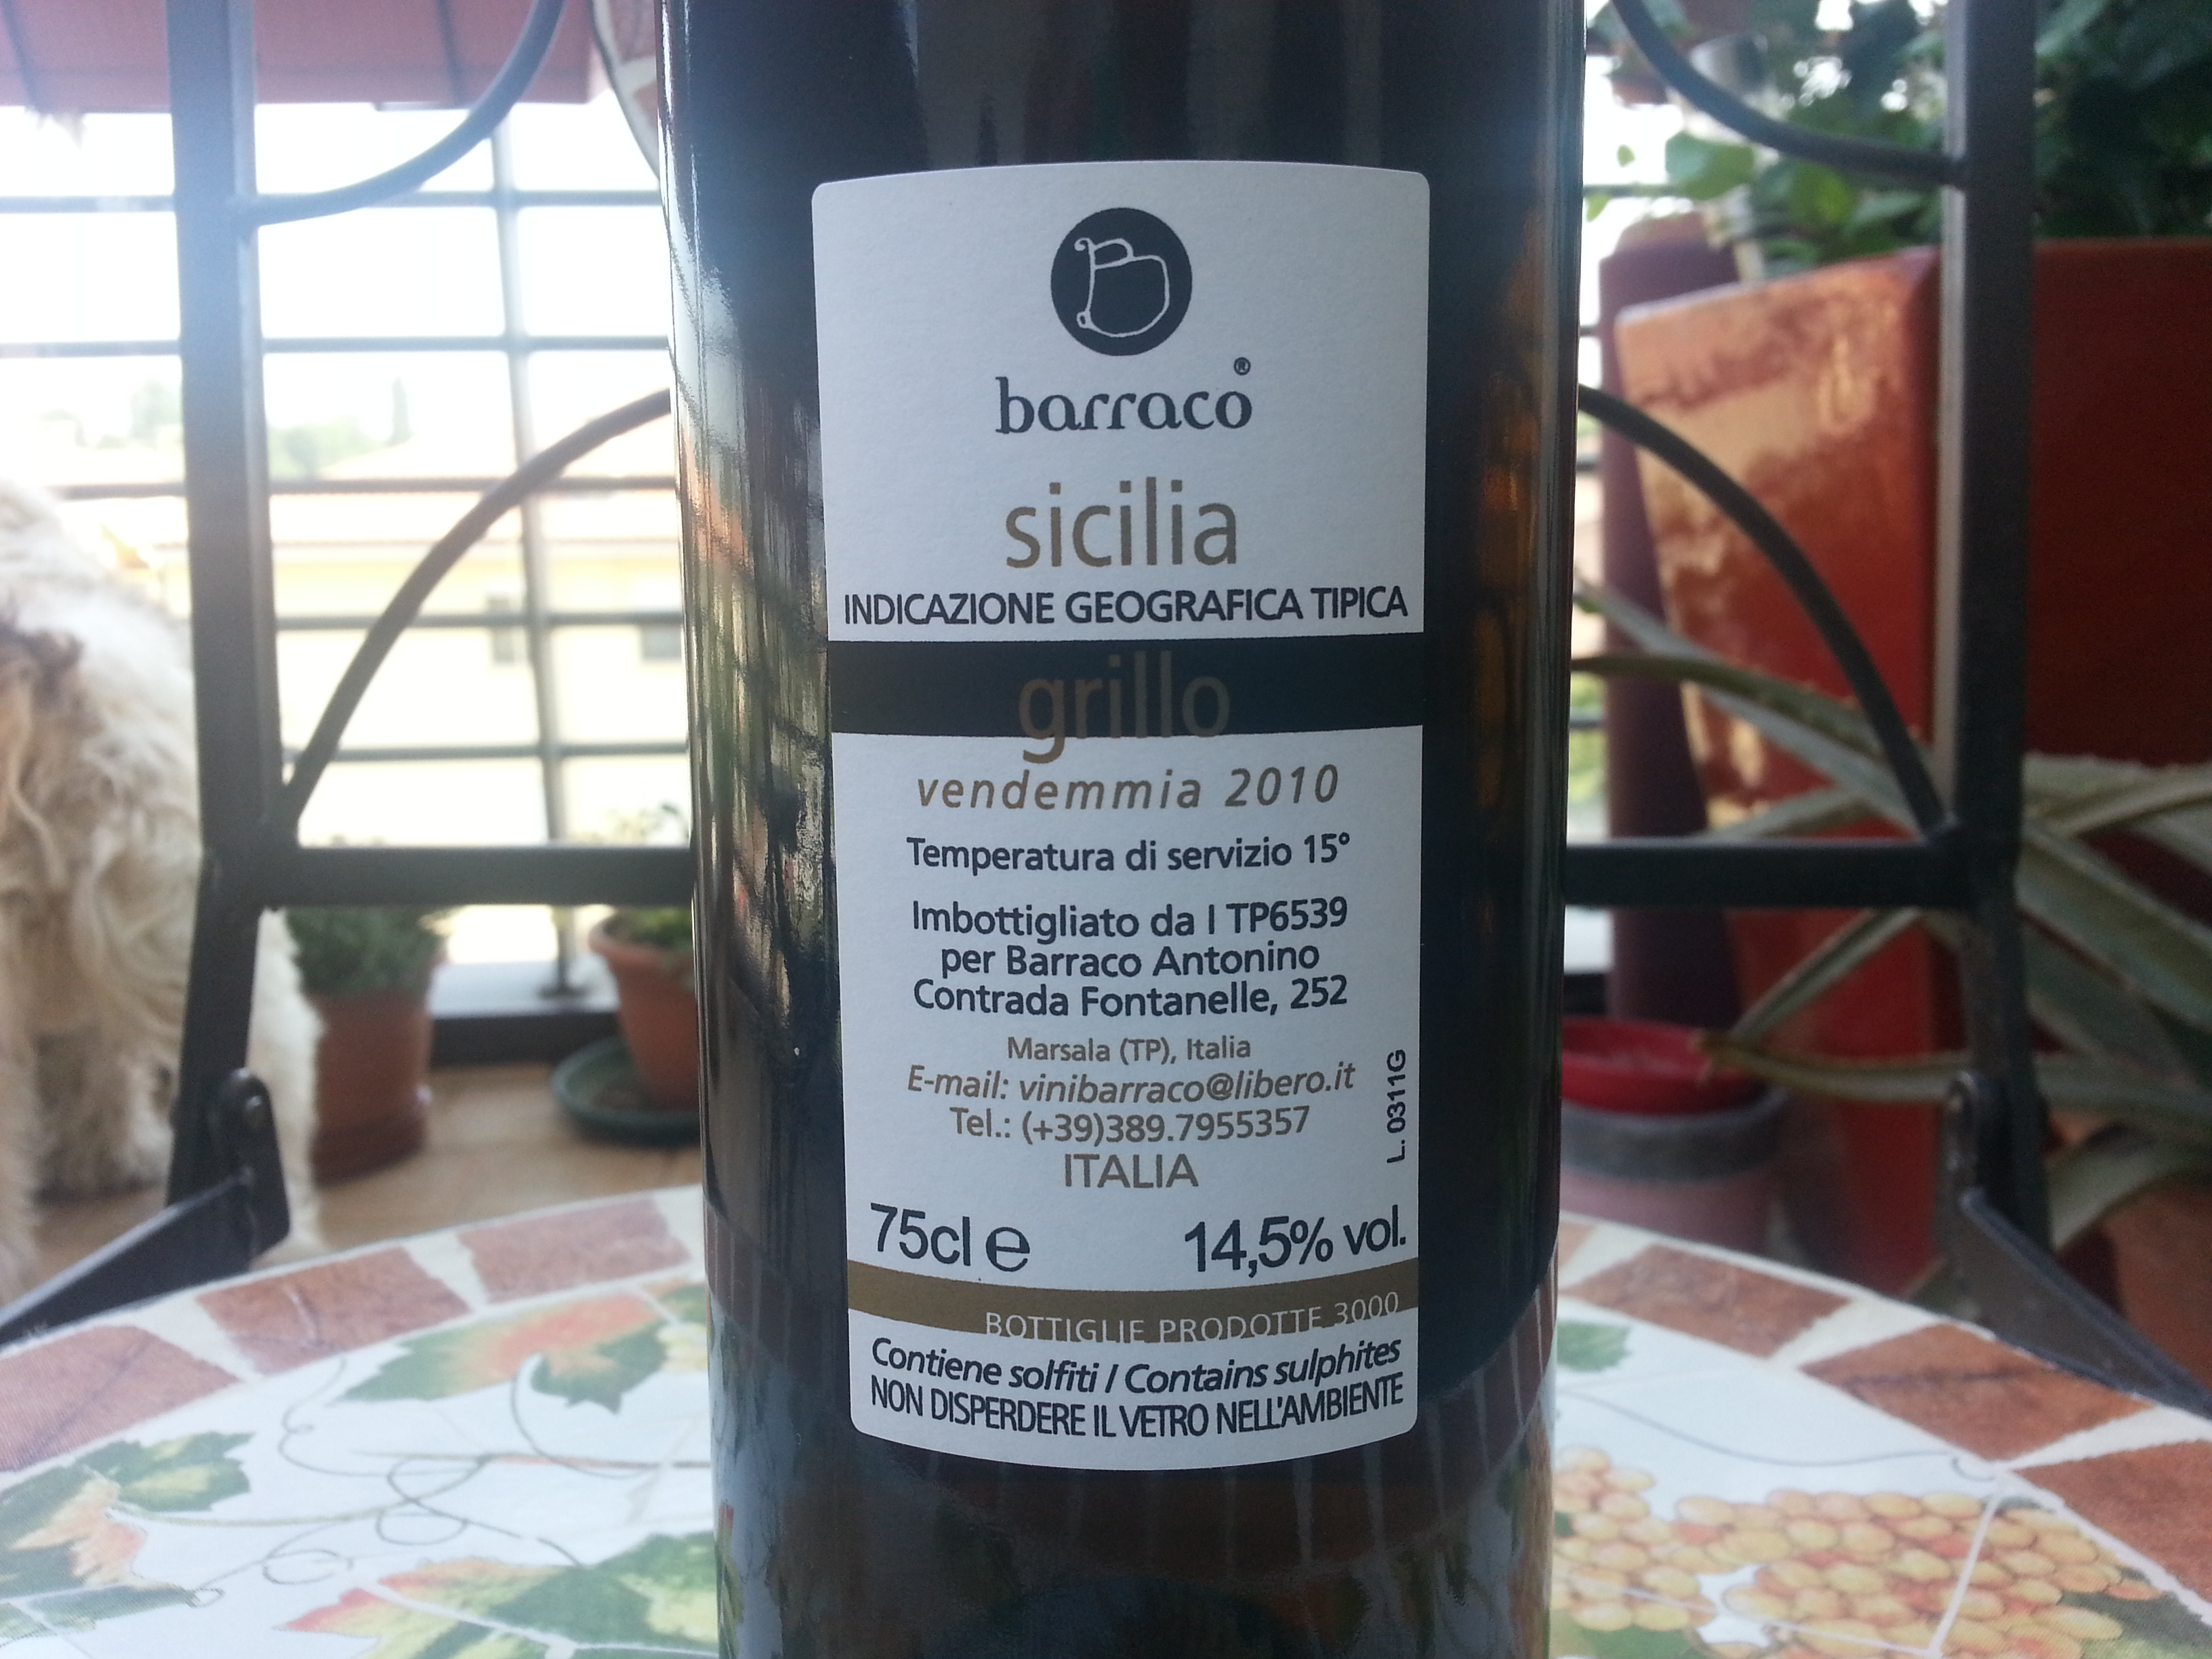 B
barraco®
sicilia
INDICAZIONE GEOGRAFICA TIPICA
grillo
vendemmia 2010
Temperatura di servizio 15°
Imbottigliato da I TP6539
per Barraco Antonino
Contrada Fontanelle, 252
Marsala (TP), Italia
E-mail: vinibarraco@libero.it
Tel.: (+39)389.7955357
ITALIA
L. 0311G
75cl e 14,5% vol.
BOTTIGLIE PRODOTTE 3000
Contiene solfiti / Contains sulphites
NON DISPERDERE IL VETRO NELL'AMBIENTE